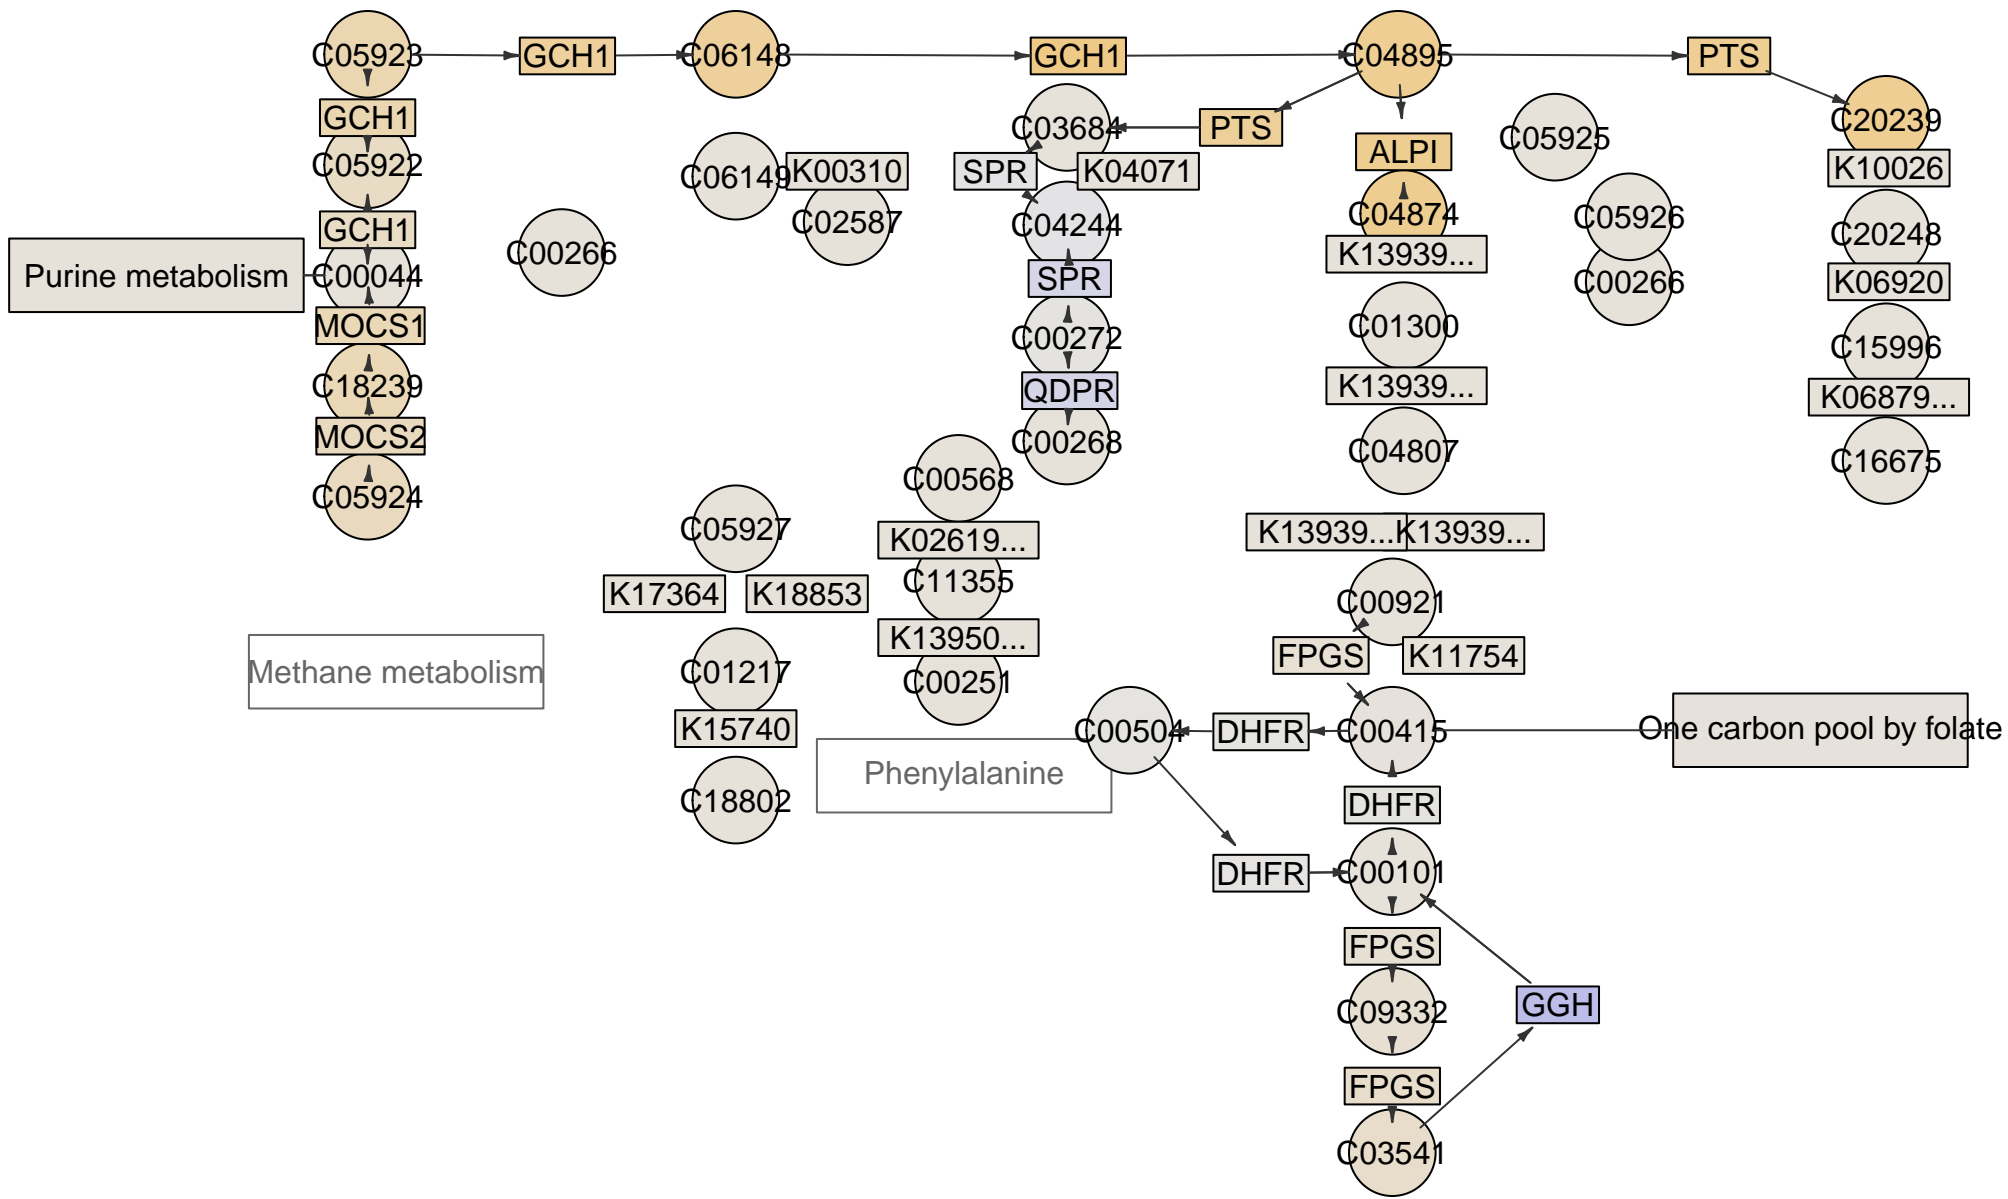 C05923
GCH1
C06148
GCH1
C04895
PTS
GCH1
C03684
PTS
C20239
C05922
C06149
K00310
SPR
K04071
ALPI
C05925
K10026
GCH1
C00266
C02587
C04244
C04874
C05926
C20248
Purine metabolism
C00044
SPR
K13939...
C00266
K06920
MOCS1
C00272
C01300
C15996
C18239
QDPR
K13939...
K06879...
MOCS2
C00268
C04807
C16675
C05924
C00568
C05927
K02619...
K13939...
K13939...
K17364
K18853
C11355
C00921
K13950...
FPGS
K11754
Methane metabolism
C01217
C00251
K15740
C00504
DHFR
C00415
One carbon pool by folate
Phenylalanine
C18802
DHFR
DHFR
C00101
FPGS
C09332
GGH
FPGS
C03541